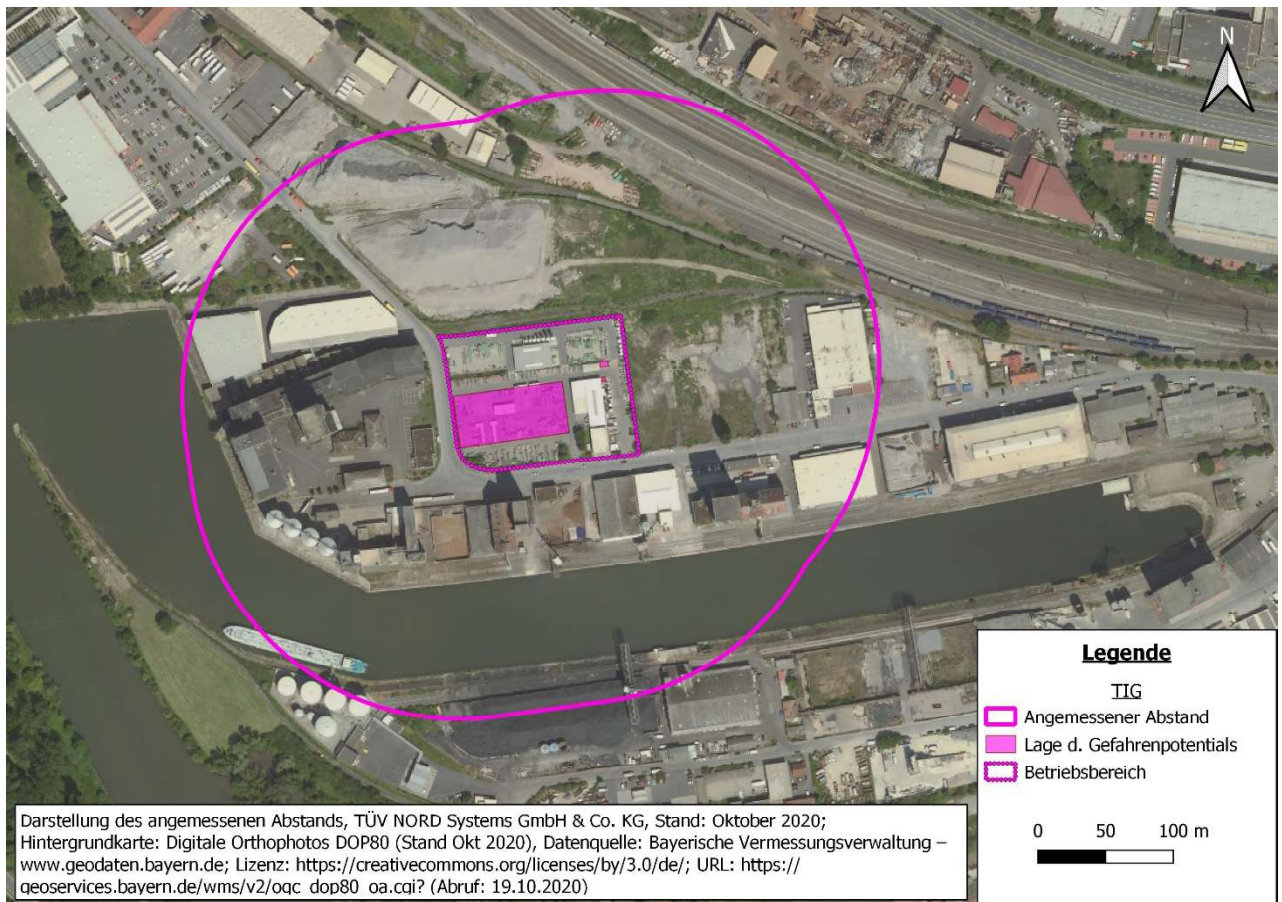 N
Legende
TIG
Angemessener Abstand
Lage d. Gefahrenpotentials
Betriebsbereich
0 50 100 m
Darstellung des angemessenen Abstands, TÜV NORD Systems GmbH & Co. KG, Stand: Oktober 2020;
Hintergrundkarte: Digitale Orthophotos DOP80 (Stand Okt 2020), Datenquelle: Bayerische Vermessungsverwaltung –
www.geodaten.bayern.de; Lizenz: https://creativecommons.org/licenses/by/3.0/de/; URL: https://
geoservices.bayern.de/wms/v2/ogc_dop80_oa.cgi? (Abruf: 19.10.2020)